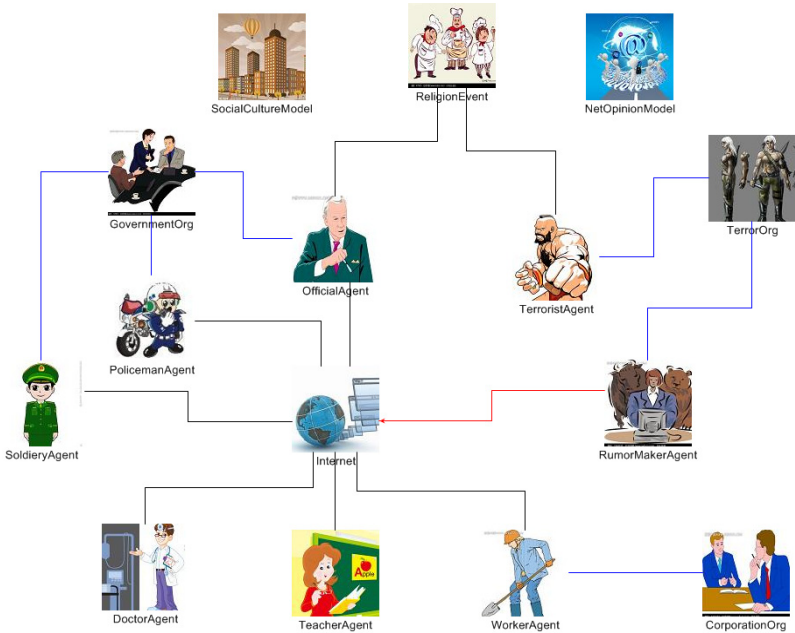 SocialCultureModel
ReligionEvent
NetOpinionModel
GovernmentOrg
TerrorOrg
OfficialAgent
TerroristAgent
PolicemanAgent
SoldieryAgent
Internet
RumorMakerAgent
Apple
DoctorAgent
TeacherAgent
WorkerAgent
CorporationOrg